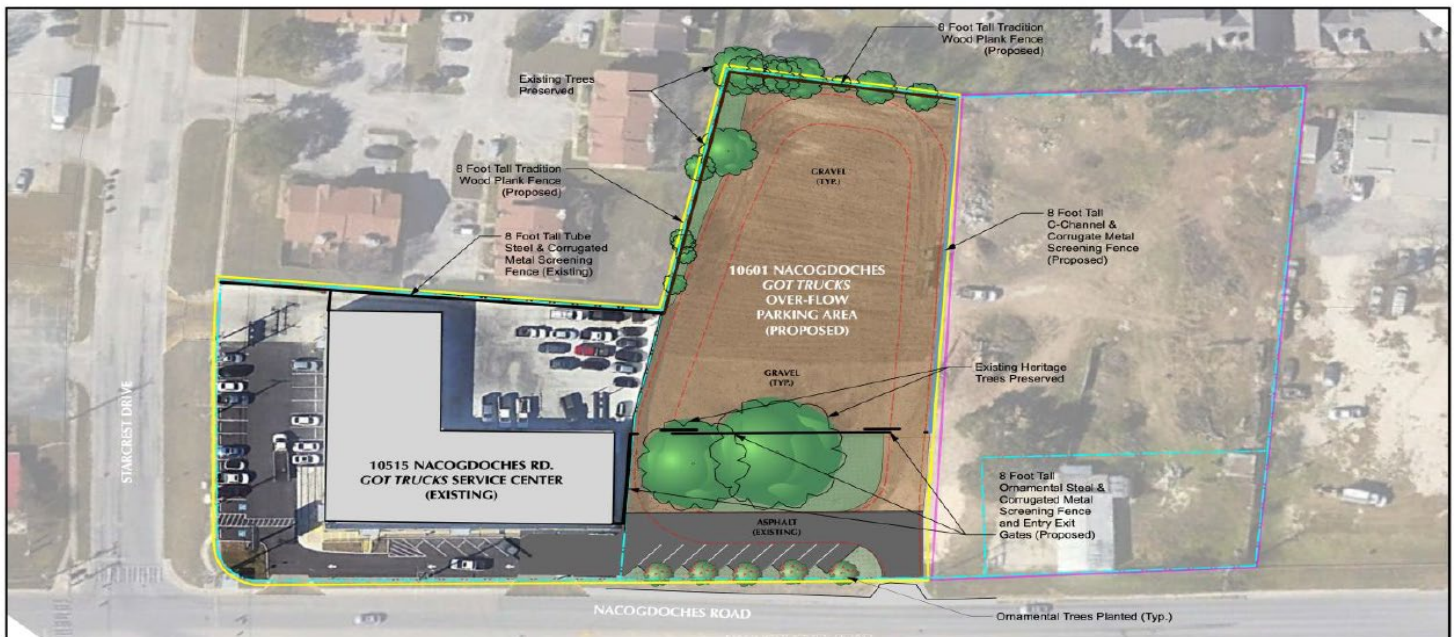 8 Foot Tall Tradition
Wood Plank Fence
(Proposed)
Existing Trees
Preserved
8 Foot Tall Tradition
Wood Plank Fence
(Proposed)
GRAVEL
(TYP.)
8 Foot Tall
C-Channel &
Corrugate Metal
Screening Fence
(Proposed)
8 Foot Tall Tube
Steel & Corrugated
Metal Screening
Fence (Existing)
10601 NACOGDOCHES
GOT TRUCKS
OVER-FLOW
PARKING AREA
(PROPOSED)
GRAVEL
(TYP.)
Existing Heritage
Trees Preserved
STARCREST DRIVE
10515 NACOGDOCHES RD.
GOT TRUCKS SERVICE CENTER
(EXISTING)
8 Foot Tall
Ornamental Steel &
Corrugated Metal
Screening Fence
and Entry Exit
Gates (Proposed)
ASPHALT
(EXISTING)
NACOGDOCHES ROAD
Ornamental Trees Planted (Typ.)